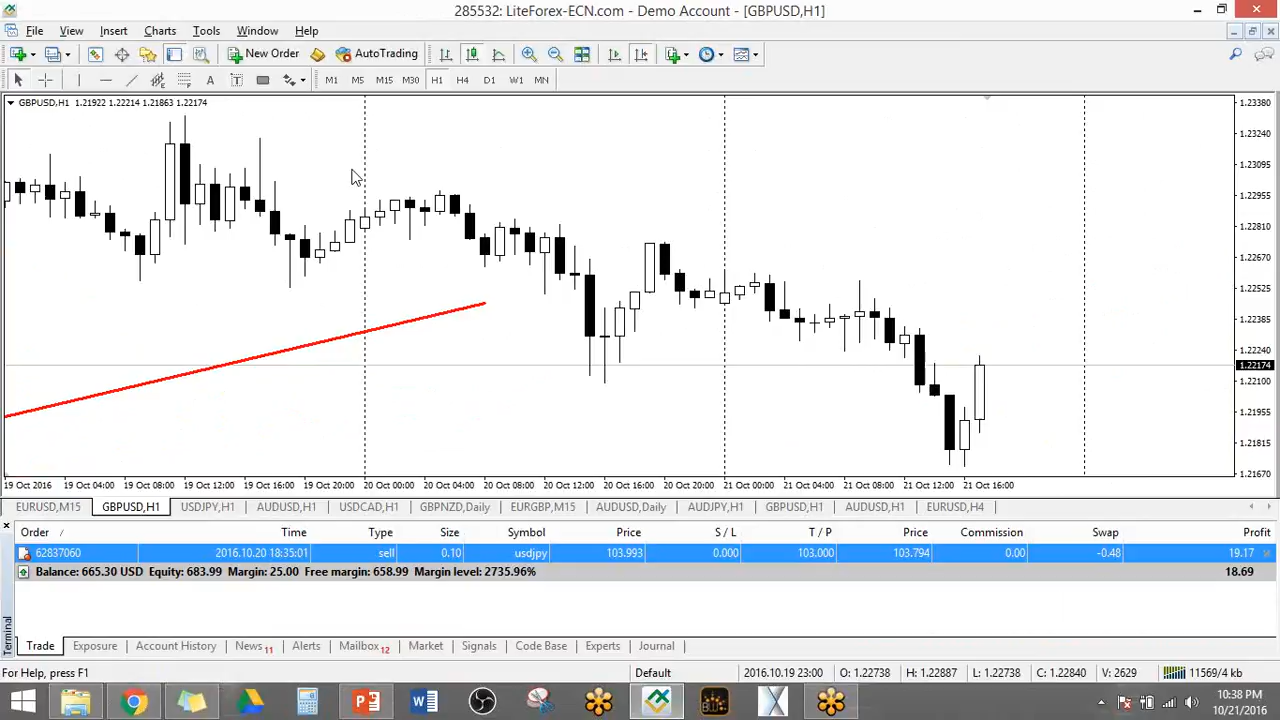 285532: LiteForex-ECN.com - Demo Account - [GBPUSD,H1]
File View Insert Charts Tools Window Help
New Order AutoTrading
A T M1 M5 M15 M30 H1 H4 D1 W1 MN
GBPUSD,H1 1.21922 1.22214 1.21863 1.22174
1.23380
1.23240
1.23095
1.22955
1.22810
1.22670
1.22525
1.22385
1.22240
1.22174
1.22100
1.21955
1.21815
1.21670
19 Oct 2016 19 Oct 04:00 19 Oct 08:00 19 Oct 12:00 19 Oct 16:00 19 Oct 20:00 20 Oct 00:00 20 Oct 04:00 20 Oct 08:00 20 Oct 12:00 20 Oct 16:00 20 Oct 20:00 21 Oct 00:00 21 Oct 04:00 21 Oct 08:00 21 Oct 12:00 21 Oct 16:00
EURUSD,M15 GBPUSD,H1 USDJPY,H1 AUDUSD,H1 USDCAD,H1 GBPNZD,Daily EURGBP,M15 AUDUSD,Daily AUDJPY,H1 GBPUSD,H1 AUDUSD,H1 EURUSD,H4
Order Time Type Size Symbol Price S / L T / P Price Commission Swap Profit
62837060 2016.10.20 18:35:01 sell 0.10 usdjpy 103.993 0.000 103.000 103.794 0.00 -0.48 19.17
Balance: 665.30 USD Equity: 683.99 Margin: 25.00 Free margin: 658.99 Margin level: 2735.96% 18.69
Terminal
Trade Exposure Account History News 11 Alerts Mailbox 12 Market Signals Code Base Experts Journal
For Help, press F1 Default 2016.10.19 23:00 O: 1.22738 H: 1.22887 L: 1.22738 C: 1.22840 V: 2629 11569/4 kb
10:38 PM
10/21/2016